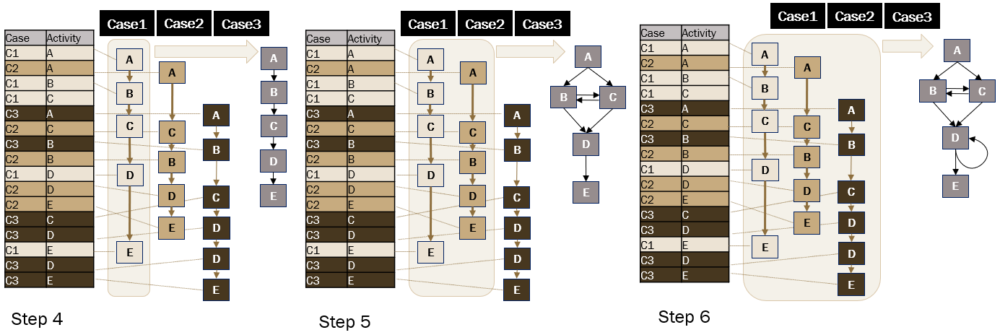 Case1 Case2 Case3
Case Activity
C1 A
C2 A
C1 B
C1 C
C3 A
C2 C
C3 B
C2 B
C1 D
C2 D
C2 E
C3 C
C3 D
C1 E
C3 D
C3 E
A
B
C
D
E
A
C
B
D
E
A
B
C
D
D
E
A
B
C
D
E
Step 4
Case1 Case2 Case3
Case Activity
C1 A
C2 A
C1 B
C1 C
C3 A
C2 C
C3 B
C2 B
C1 D
C2 D
C2 E
C3 C
C3 D
C1 E
C3 D
C3 E
A
B
C
D
E
A
C
B
D
E
A
B
C
D
D
E
A
B C
D
E
Step 5
Case1 Case2 Case3
Case Activity
C1 A
C2 A
C1 B
C1 C
C3 A
C2 C
C3 B
C2 B
C1 D
C2 D
C2 E
C3 C
C3 D
C1 E
C3 D
C3 E
A
B
C
D
E
A
C
B
D
E
A
B
C
D
D
E
A
B C
D
E
Step 6